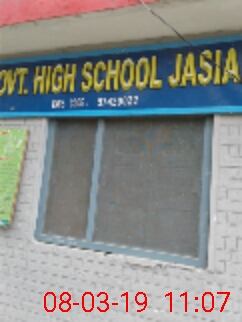 OVT. HIGH SCHOOL JASIA
08-03-19 11:07